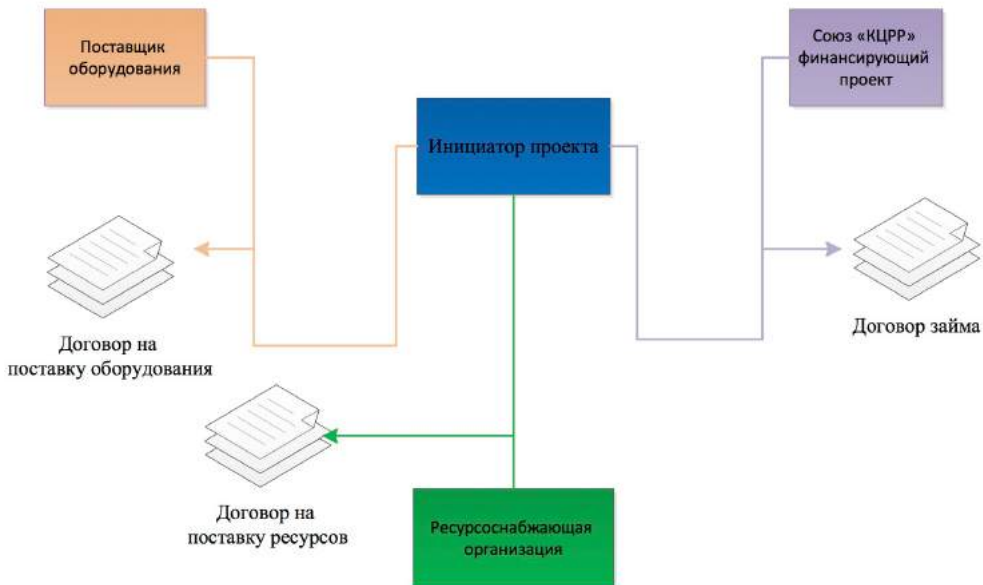 Поставщик
оборудования
Союз «КЦРР»
финансирующий
проект
Инициатор проекта
Договор на
поставку оборудования
Договор займа
Договор на
поставку ресурсов
Ресурсоснабжающая
организация